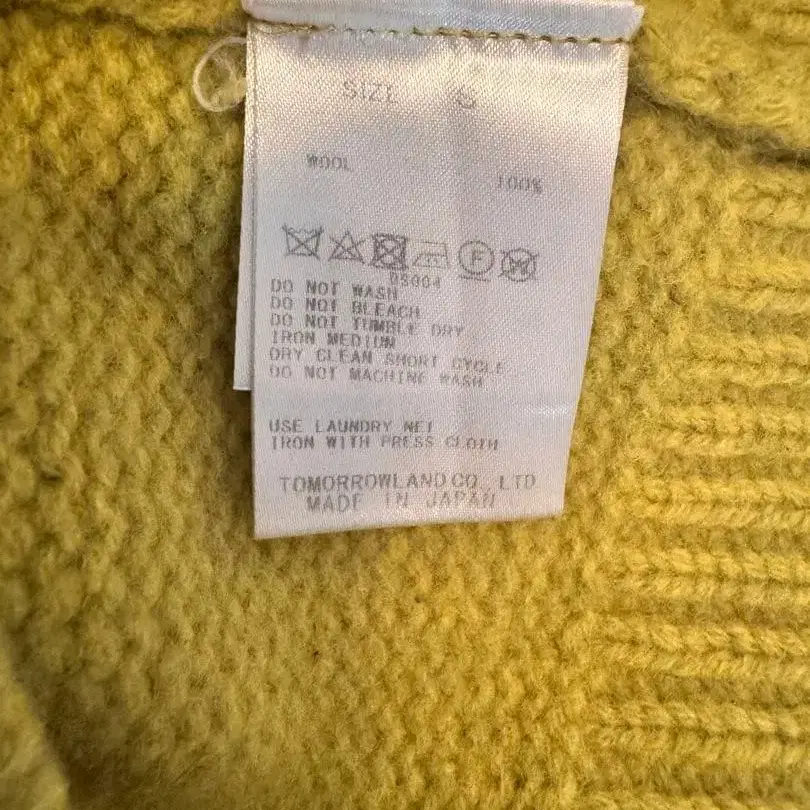 SIZE S
WOOL
100%
F W
03004
DO NOT WASH
DO NOT BLEACH
DO NOT TUMBLE DRY
IRON MEDIUM
DRY CLEAN SHORT CYCLE
DO NOT MACHINE WASH
USE LAUNDRY NET
IRON WITH PRESS CLOTH
TOMORROWLAND CO., LTD
MADE IN JAPAN